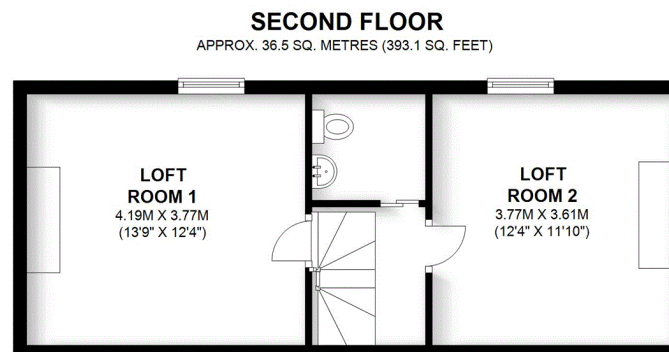 SECOND FLOOR
APPROX. 36.5 SQ. METRES (393.1 SQ. FEET)
LOFT
ROOM 1
4.19M X 3.77M
(13'9" X 12'4")
LOFT
ROOM 2
3.77M X 3.61M
(12'4" X 11'10")